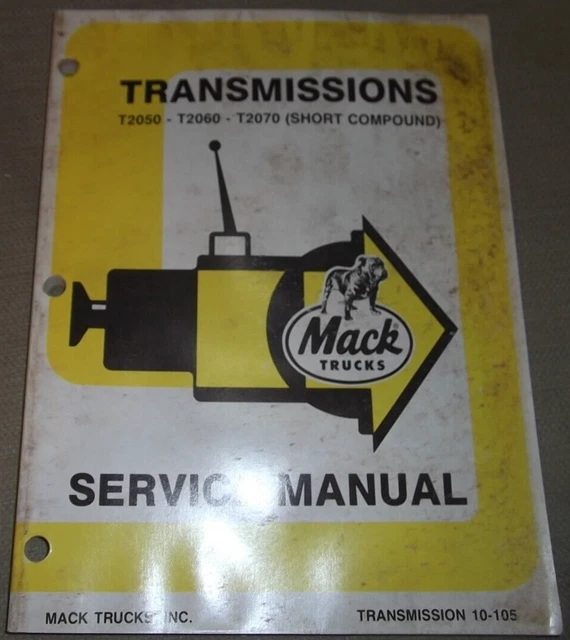 TRANSMISSIONS
T2050 - T2060 - T2070 (SHORT COMPOUND)
Mack
TRUCKS
SERVICE MANUAL
MACK TRUCKS, INC. TRANSMISSION 10-105